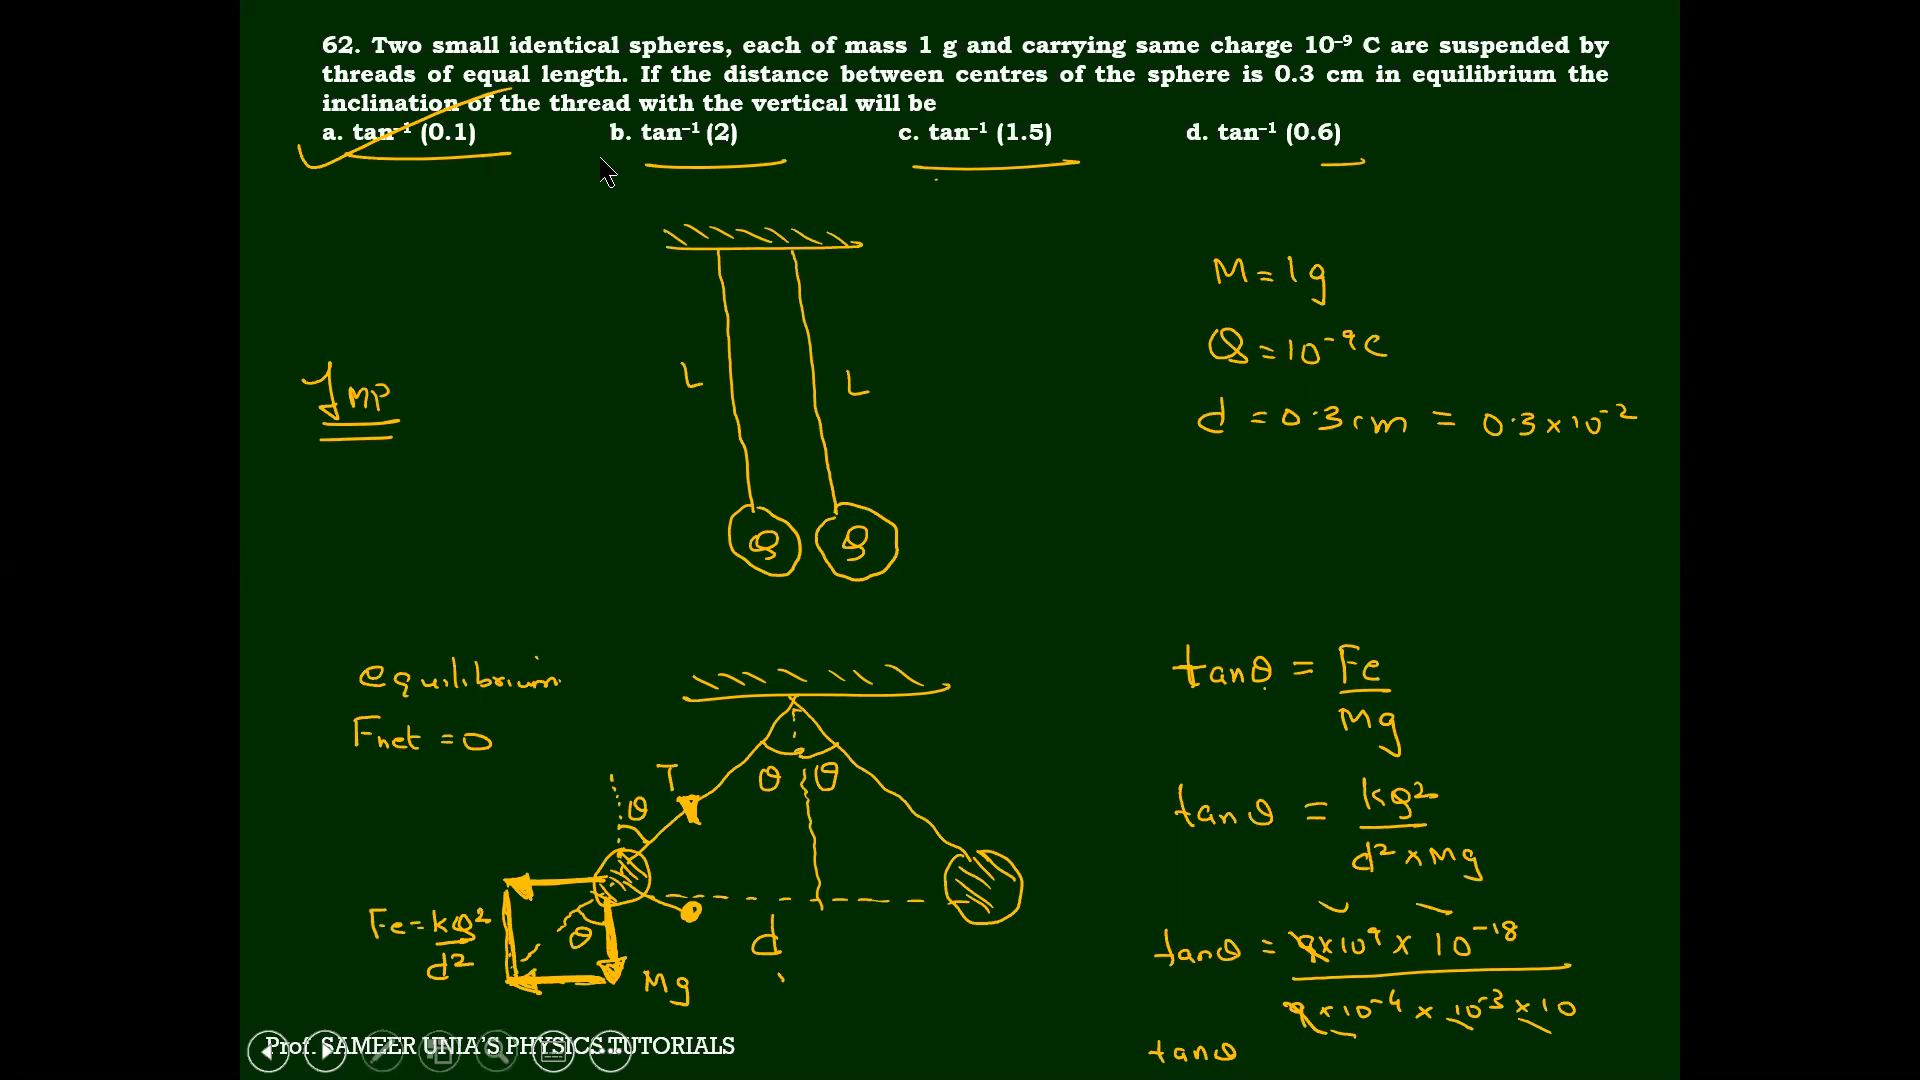 62. Two small identical spheres, each of mass 1 g and carrying same charge 10⁻⁹ C are suspended by
threads of equal length. If the distance between centres of the sphere is 0.3 cm in equilibrium the
inclination of the thread with the vertical will be
a. tan⁻¹ (0.1) b. tan⁻¹ (2) c. tan⁻¹ (1.5) d. tan⁻¹ (0.6)
M = 1g
Q = 10⁻⁹C
d = 0.3cm = 0.3×10⁻²
Imp
L L
Q Q
equilibrium
Fnet = 0
T
θ
θ θ
Fe = kQ²/d²
θ
Mg
d
tanθ = Fe/Mg
tanθ = kQ²/d²×Mg
tanθ = 9×10⁹×10⁻¹⁸/9×10⁻⁴×10⁻³×10
tanθ
Prof. SAMEER UNIA'S PHYSICS TUTORIALS